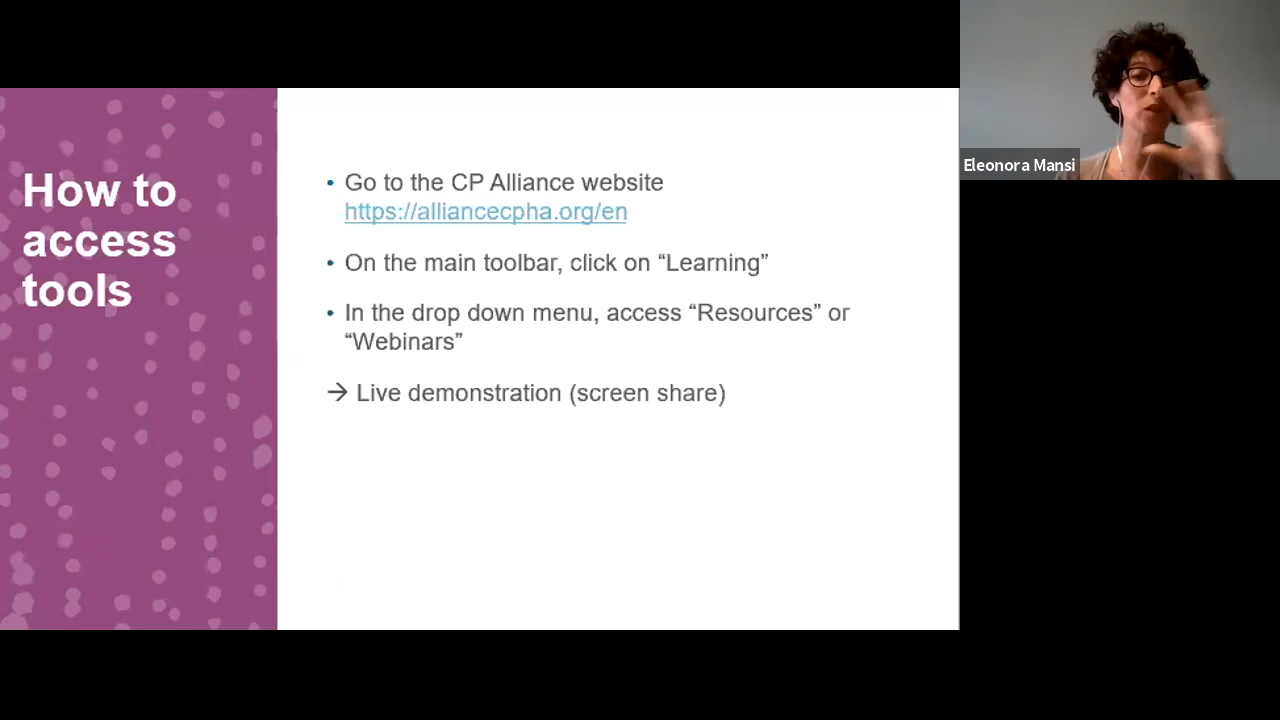 How to
access
tools
• Go to the CP Alliance website
https://alliancecpha.org/en
• On the main toolbar, click on “Learning”
• In the drop down menu, access “Resources” or
“Webinars”
→ Live demonstration (screen share)
Eleonora Mansi